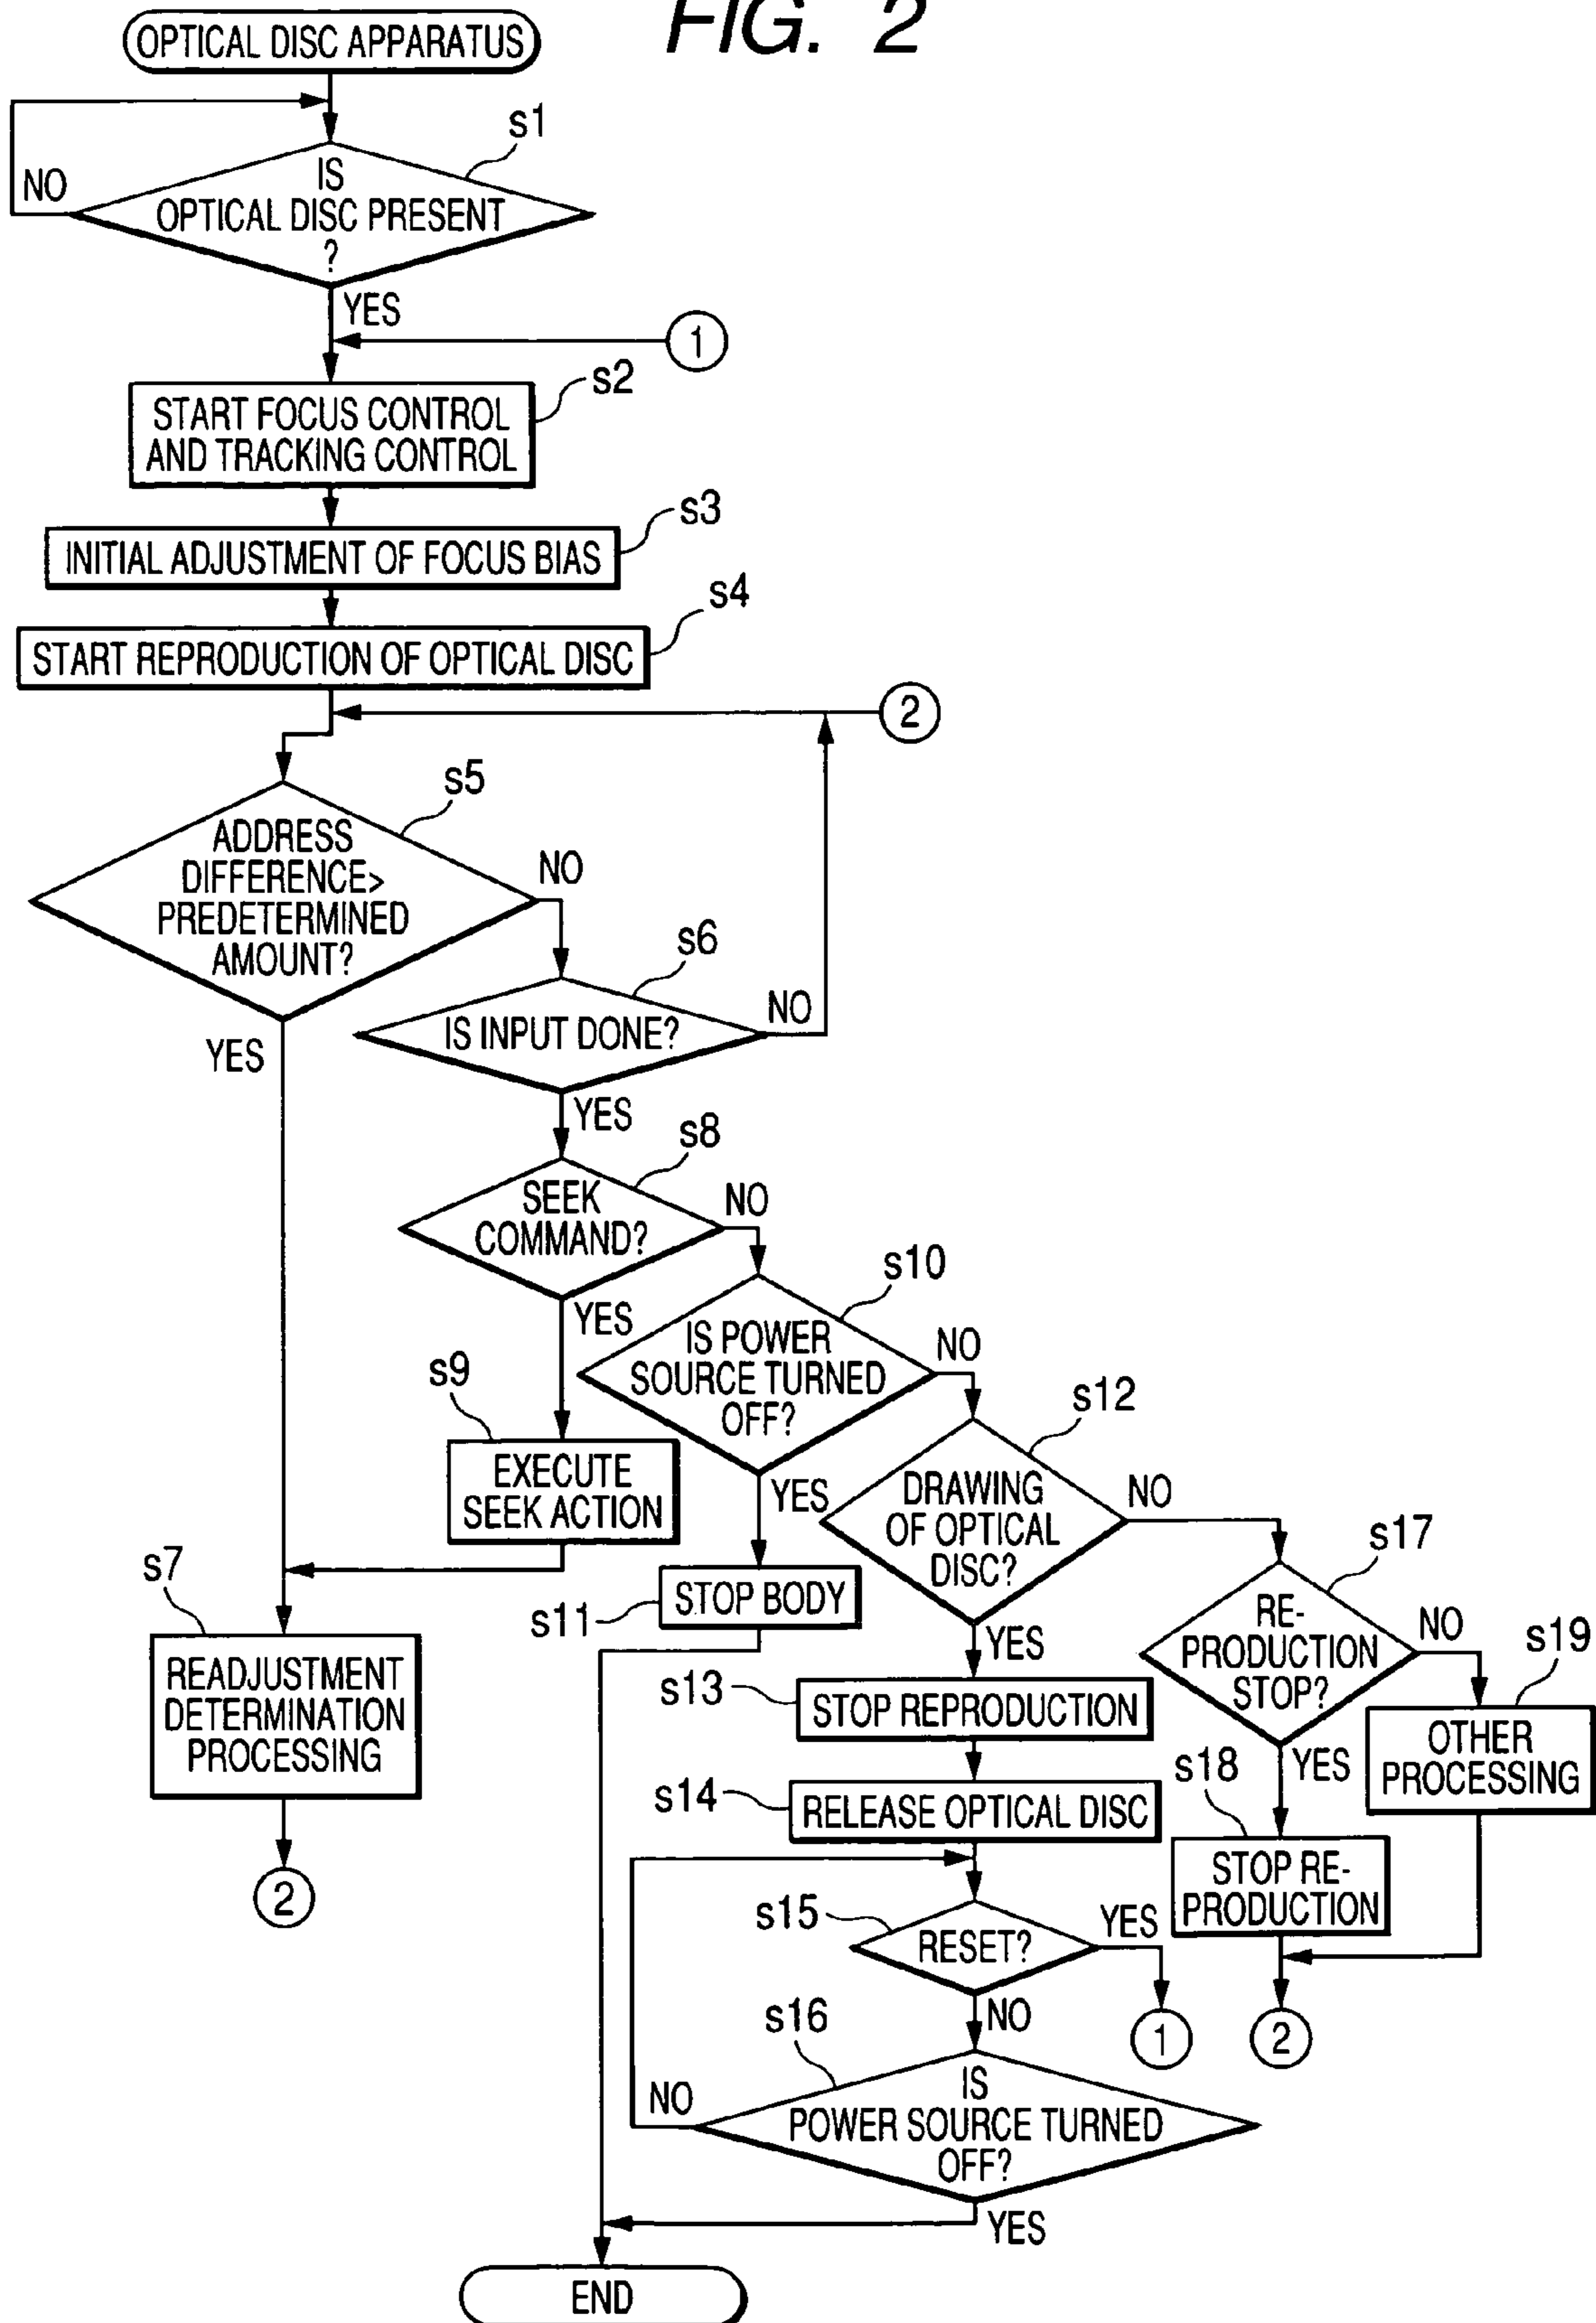 FIG. 2
OPTICAL DISC APPARATUS
s1
NO
IS
OPTICAL DISC PRESENT
?
YES
1
s2
START FOCUS CONTROL
AND TRACKING CONTROL
s3
INITIAL ADJUSTMENT OF FOCUS BIAS
s4
START REPRODUCTION OF OPTICAL DISC
2
s5
ADDRESS
DIFFERENCE>
PREDETERMINED
AMOUNT?
NO
YES
s6
IS INPUT DONE?
NO
YES
s8
SEEK
COMMAND?
NO
YES
s10
IS POWER
SOURCE TURNED
OFF?
NO
YES
s9
EXECUTE
SEEK ACTION
s12
DRAWING
OF OPTICAL
DISC?
NO
YES
s7
READJUSTMENT
DETERMINATION
PROCESSING
2
s11
STOP BODY
s17
RE-
PRODUCTION
STOP?
NO
YES
s19
OTHER
PROCESSING
s13
STOP REPRODUCTION
s14
RELEASE OPTICAL DISC
s18
STOP RE-
PRODUCTION
s15
RESET?
YES
NO
1
2
s16
IS
POWER SOURCE TURNED
OFF?
NO
YES
END